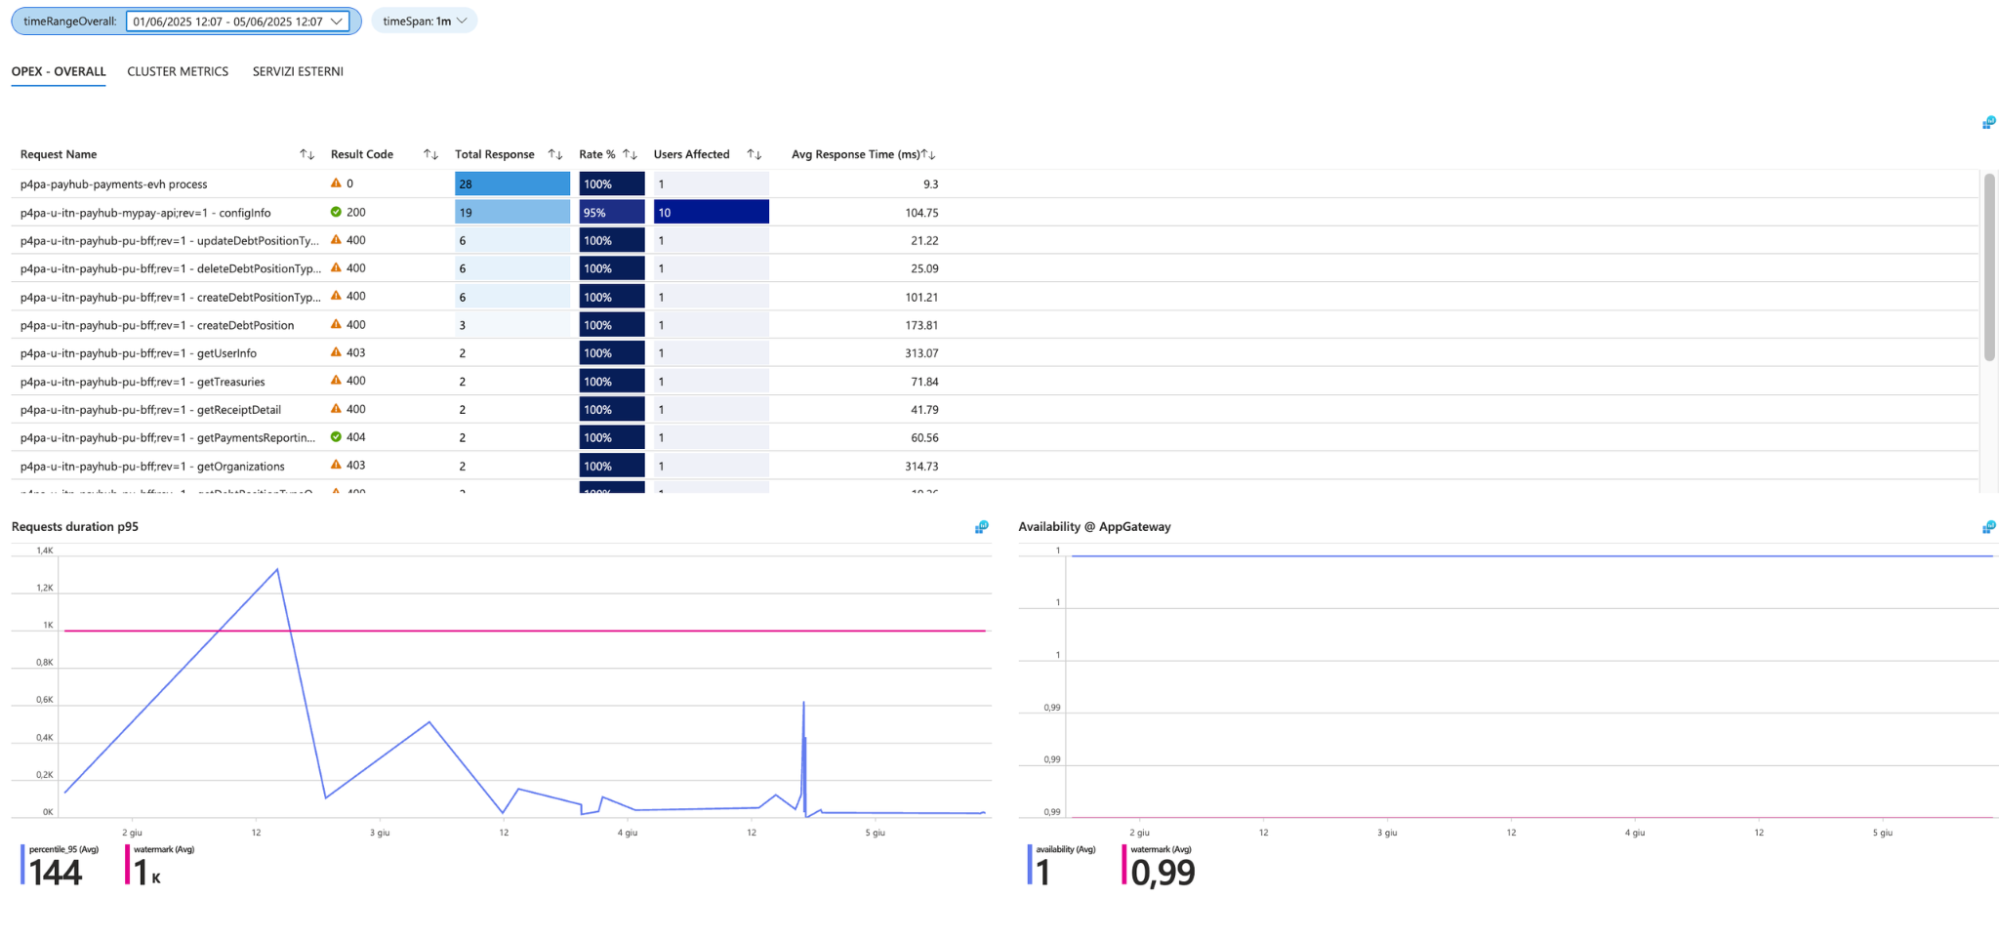 timeRangeOverall: 01/06/2025 12:07 - 05/06/2025 12:07 timeSpan: 1m
OPEX - OVERALL CLUSTER METRICS SERVIZI ESTERNI
Request Name Result Code Total Response Rate % Users Affected Avg Response Time (ms)
p4pa-payhub-payments-evh process 0 28 100% 1 9.3
p4pa-u-itn-payhub-mypay-api;rev=1 - configInfo 200 19 95% 10 104.75
p4pa-u-itn-payhub-pu-bff;rev=1 - updateDebtPositionTy... 400 6 100% 1 21.22
p4pa-u-itn-payhub-pu-bff;rev=1 - deleteDebtPositionTyp... 400 6 100% 1 25.09
p4pa-u-itn-payhub-pu-bff;rev=1 - createDebtPositionTyp... 400 6 100% 1 101.21
p4pa-u-itn-payhub-pu-bff;rev=1 - createDebtPosition 400 3 100% 1 173.81
p4pa-u-itn-payhub-pu-bff;rev=1 - getUserInfo 403 2 100% 1 313.07
p4pa-u-itn-payhub-pu-bff;rev=1 - getTreasuries 400 2 100% 1 71.84
p4pa-u-itn-payhub-pu-bff;rev=1 - getReceiptDetail 400 2 100% 1 41.79
p4pa-u-itn-payhub-pu-bff;rev=1 - getPaymentsReportin... 404 2 100% 1 60.56
p4pa-u-itn-payhub-pu-bff;rev=1 - getOrganizations 403 2 100% 1 314.73
Requests duration p95
1,4K
1,2K
1K
0,8K
0,6K
0,4K
0,2K
0K
2 giu 12 3 giu 12 4 giu 12 5 giu
percentile_95 (Avg) watermark (Avg)
144 1 K
Availability @ AppGateway
1
1
1
0,99
0,99
0,99
2 giu 12 3 giu 12 4 giu 12 5 giu
availability (Avg) watermark (Avg)
1 0,99